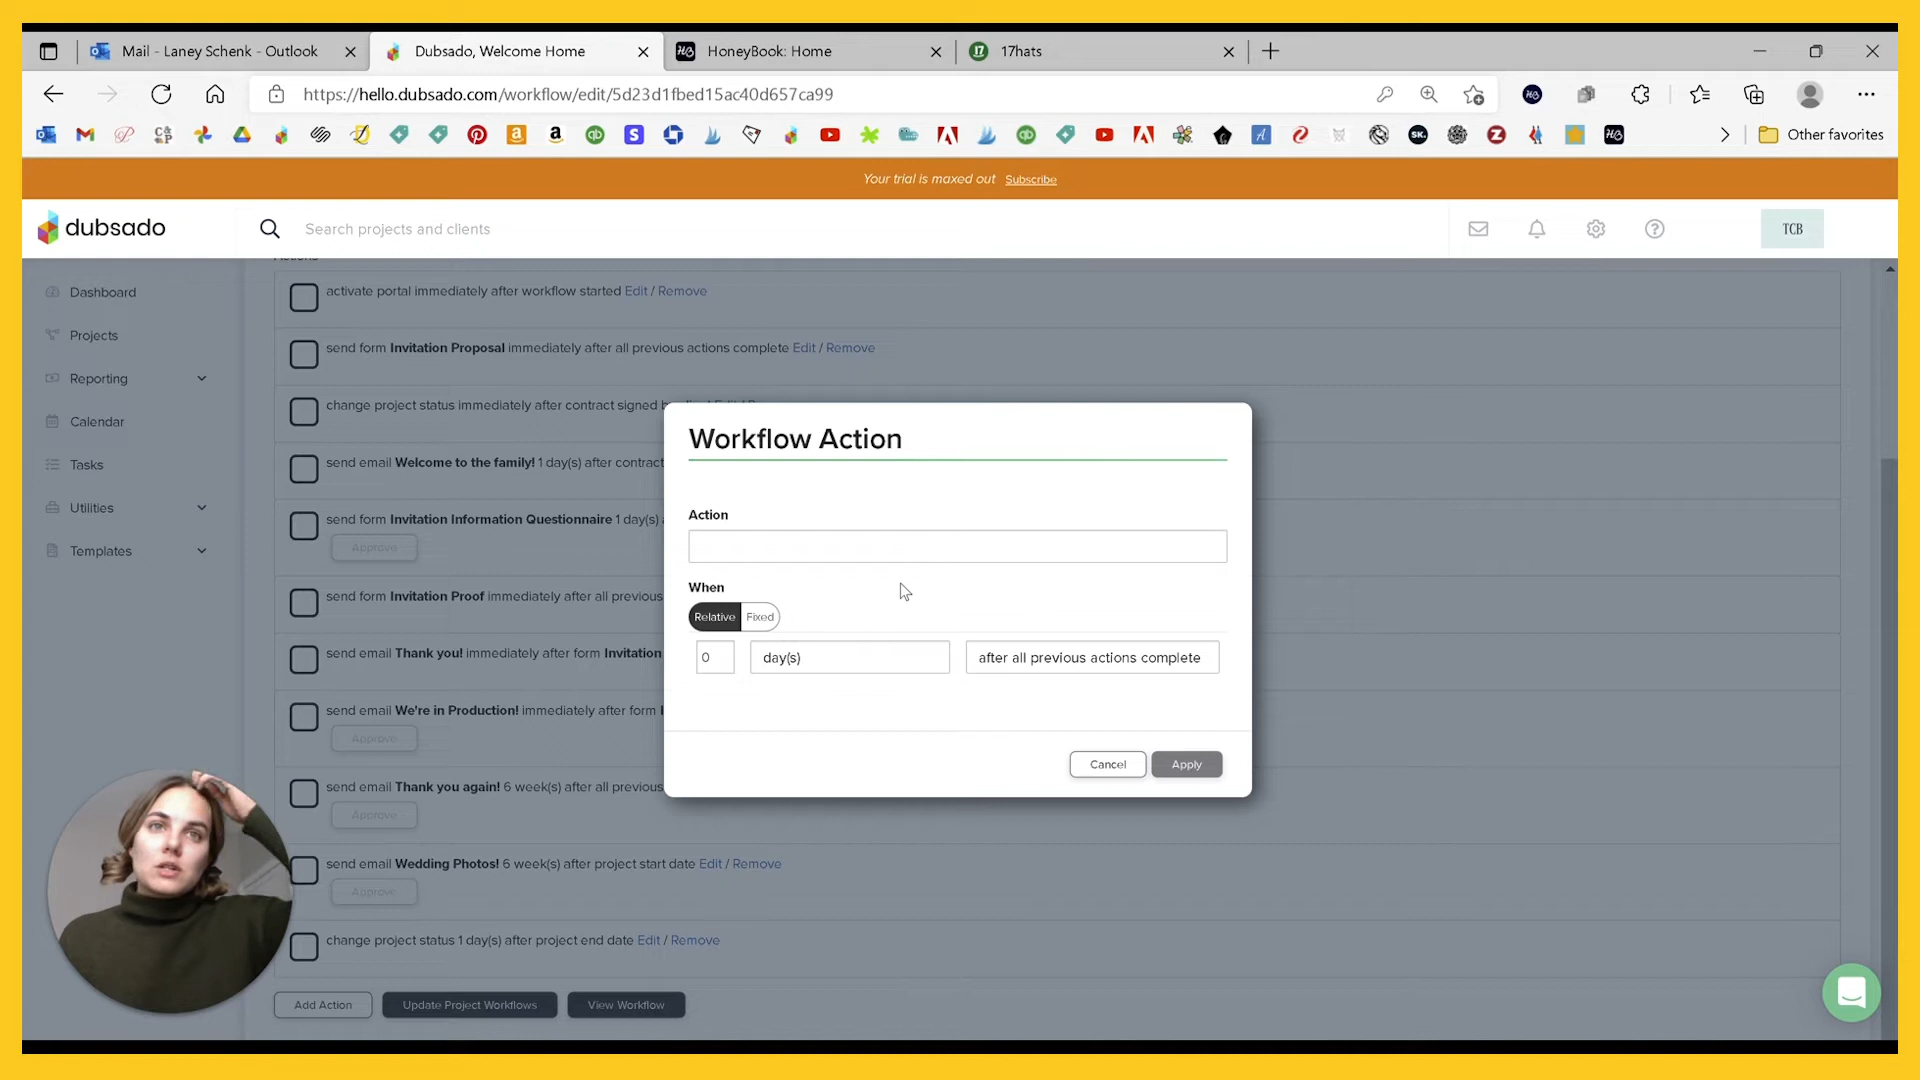 Mail - Laney Schenk - Outlook
Dubsado, Welcome Home
HoneyBook: Home
17hats
https://hello.dubsado.com/workflow/edit/5d23d1fbed15ac40d657ca99
Other favorites
Your trial is maxed out Subscribe
dubsado
Search projects and clients
TCB
Dashboard
Projects
Reporting
Calendar
Tasks
Utilities
Templates
Actions
activate portal immediately after workflow started Edit / Remove
send form Invitation Proposal immediately after all previous actions complete Edit / Remove
change project status immediately after contract signed
send email Welcome to the family! 1 day(s) after contract
send form Invitation Information Questionnaire 1 day(s)
Approve
send form Invitation Proof immediately after all previous
send email Thank you! immediately after form Invitation
send email We're in Production! immediately after form
Approve
send email Thank you again! 6 week(s) after all previous
Approve
send email Wedding Photos! 6 week(s) after project start date Edit / Remove
Approve
change project status 1 day(s) after project end date Edit / Remove
Add Action
Update Project Workflows
View Workflow
Workflow Action
Action
When
Relative Fixed
0 day(s) after all previous actions complete
Cancel
Apply